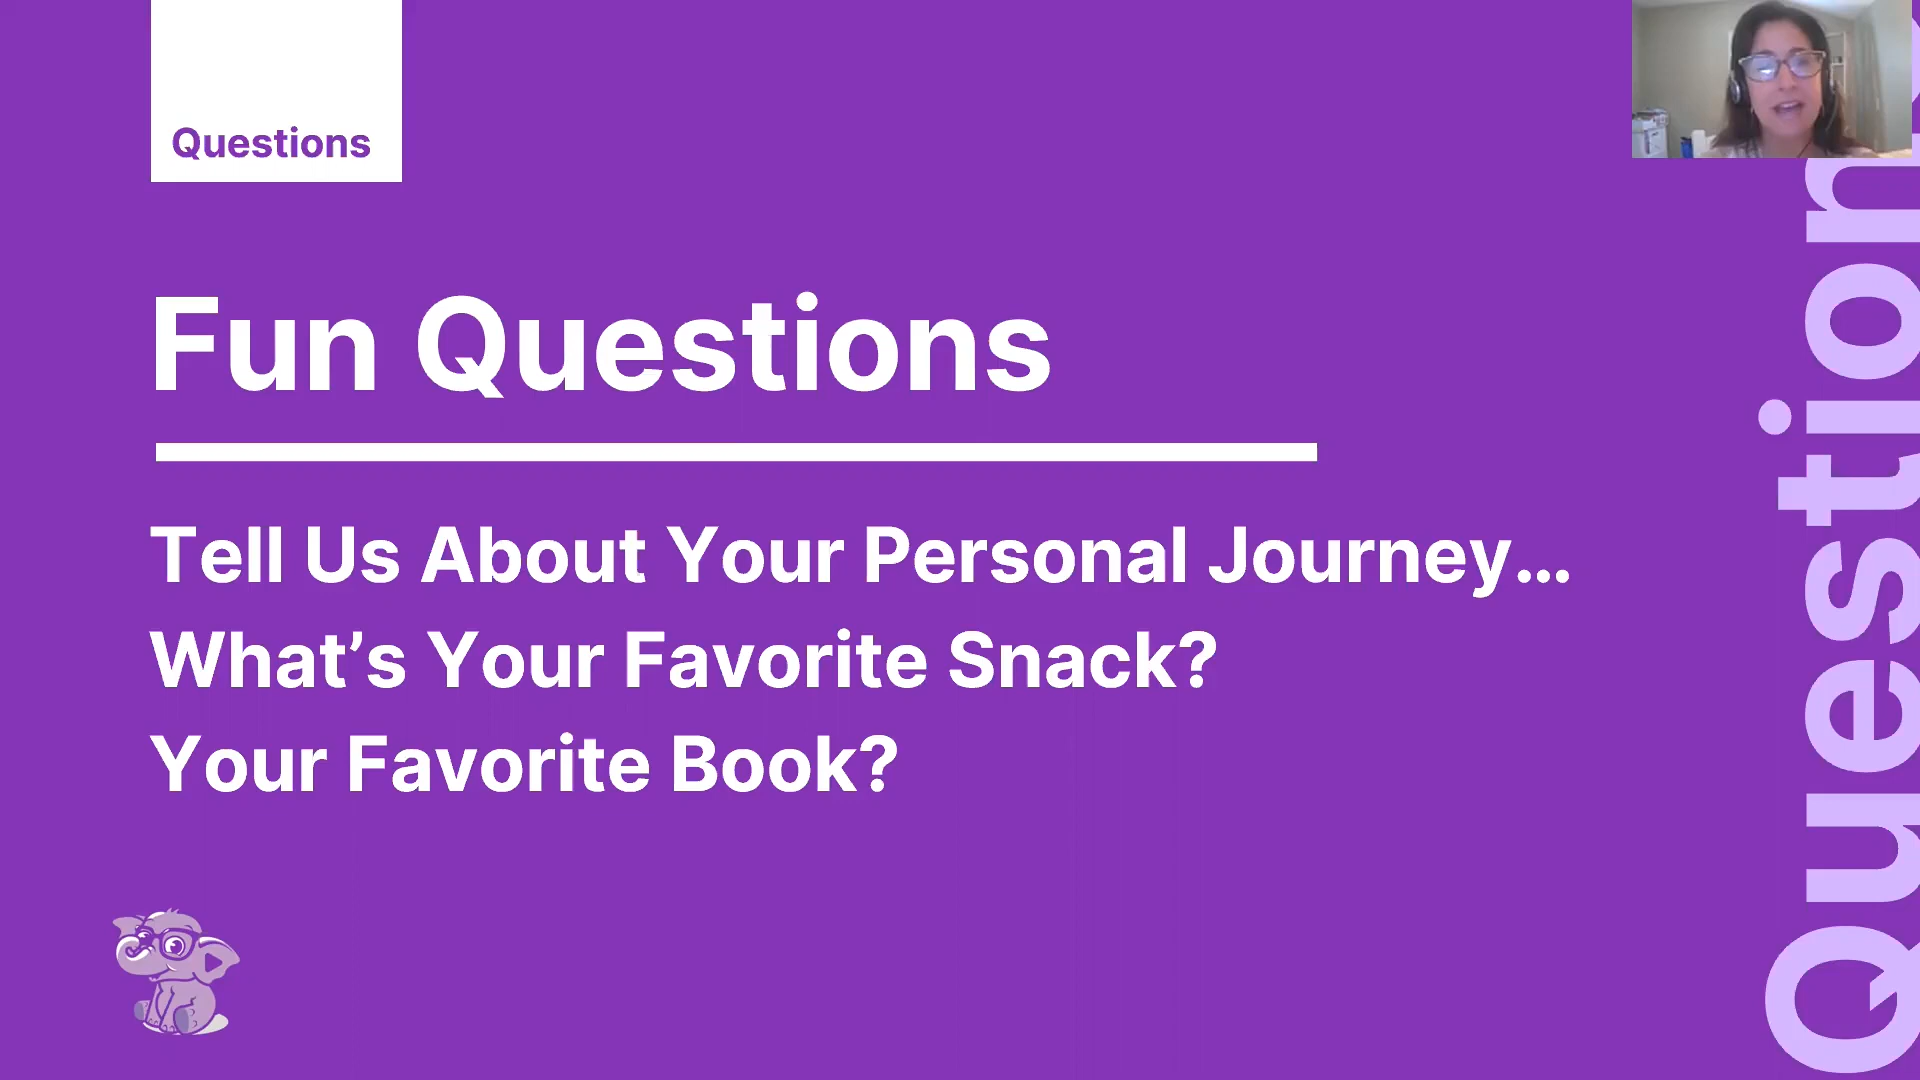 Questions
Fun Questions
Tell Us About Your Personal Journey...
What’s Your Favorite Snack?
Your Favorite Book?
Question